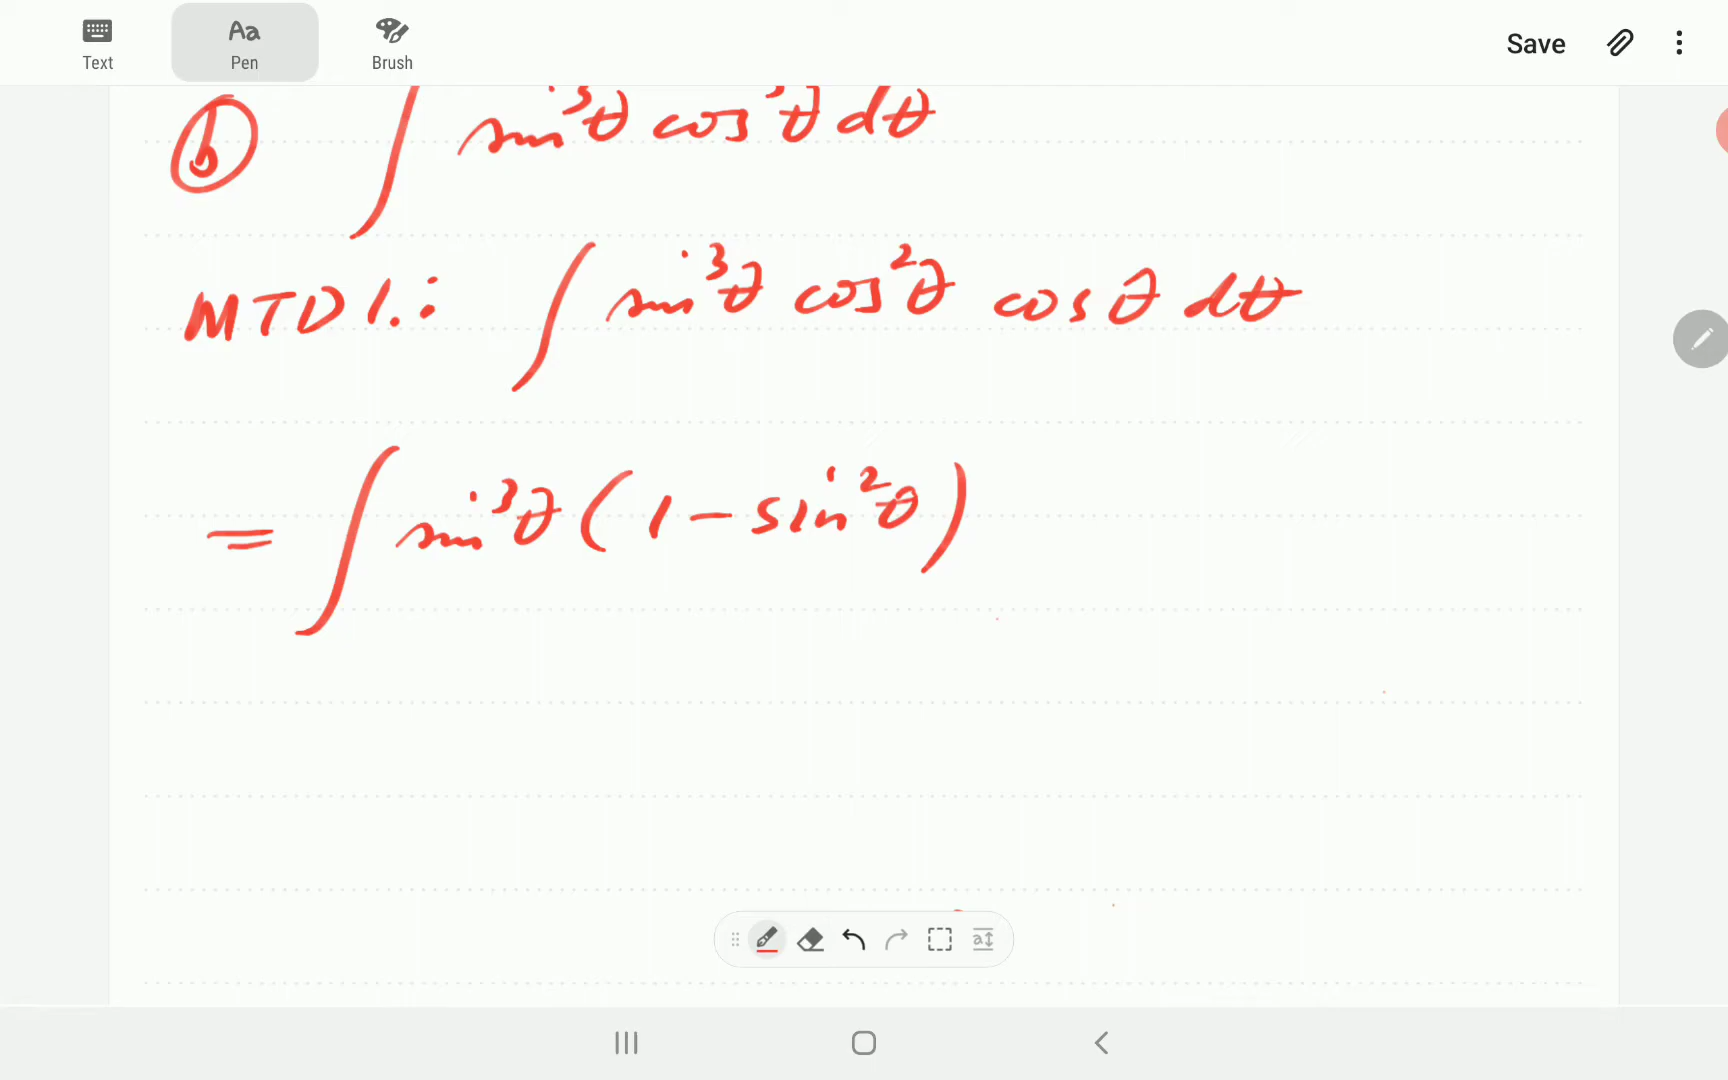 Text Pen Brush Save
b ∫ sin³θ cos³θ dθ
MTD 1.: ∫ sin³θ cos²θ cosθ dθ
= ∫ sin³θ (1 - sin²θ)